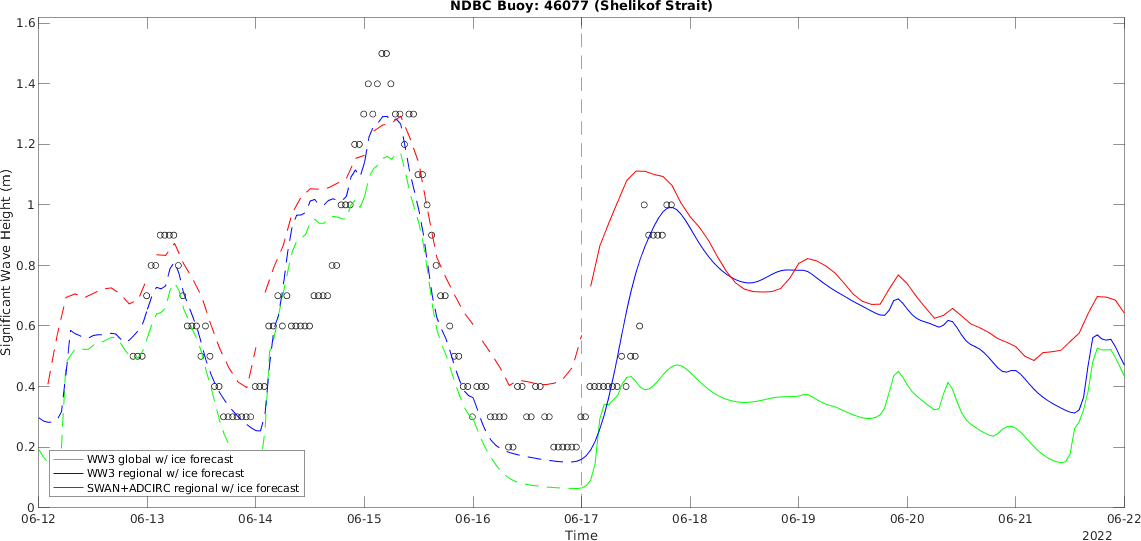 NDBC Buoy: 46077 (Shelikof Strait)
1.6
1.4
1.2
1
0.8
0.6
0.4
0.2
0
Significant Wave Height (m)
WW3 global w/ ice forecast
WW3 regional w/ ice forecast
SWAN+ADCIRC regional w/ ice forecast
06-12 06-13 06-14 06-15 06-16 06-17 06-18 06-19 06-20 06-21 06-22
Time
2022